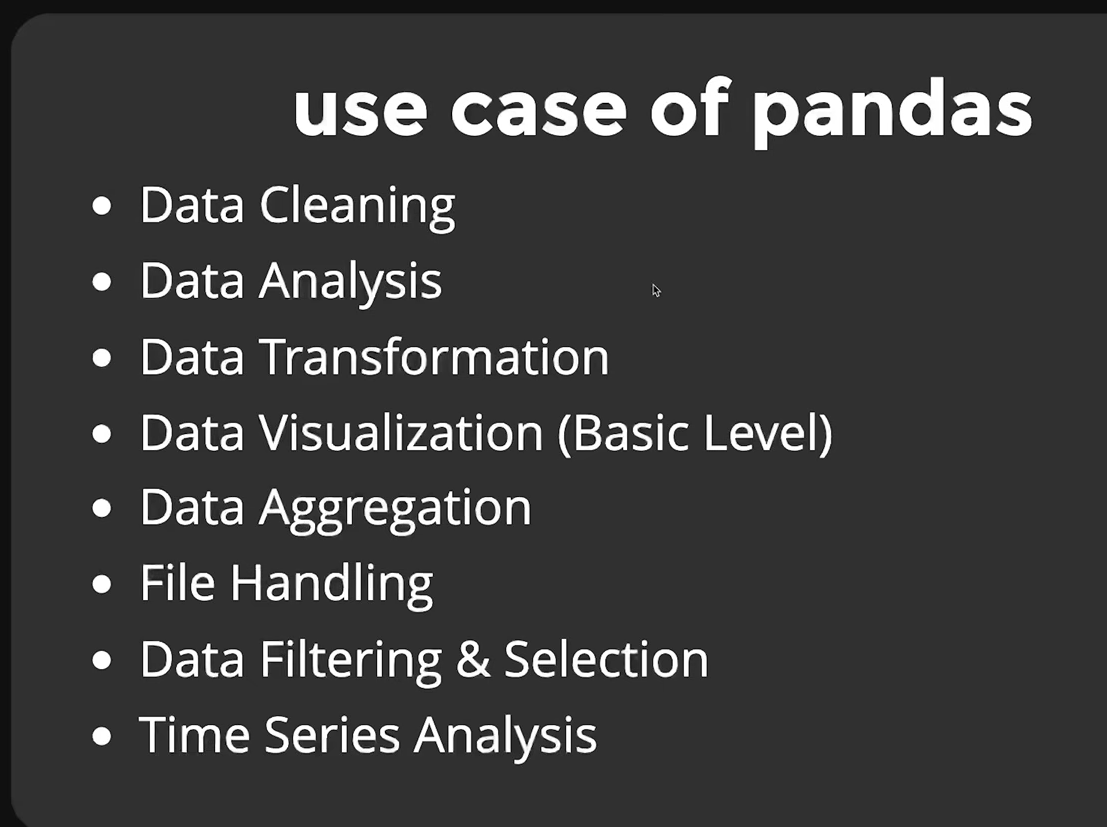 use case of pandas
• Data Cleaning
• Data Analysis
• Data Transformation
• Data Visualization (Basic Level)
• Data Aggregation
• File Handling
• Data Filtering & Selection
• Time Series Analysis